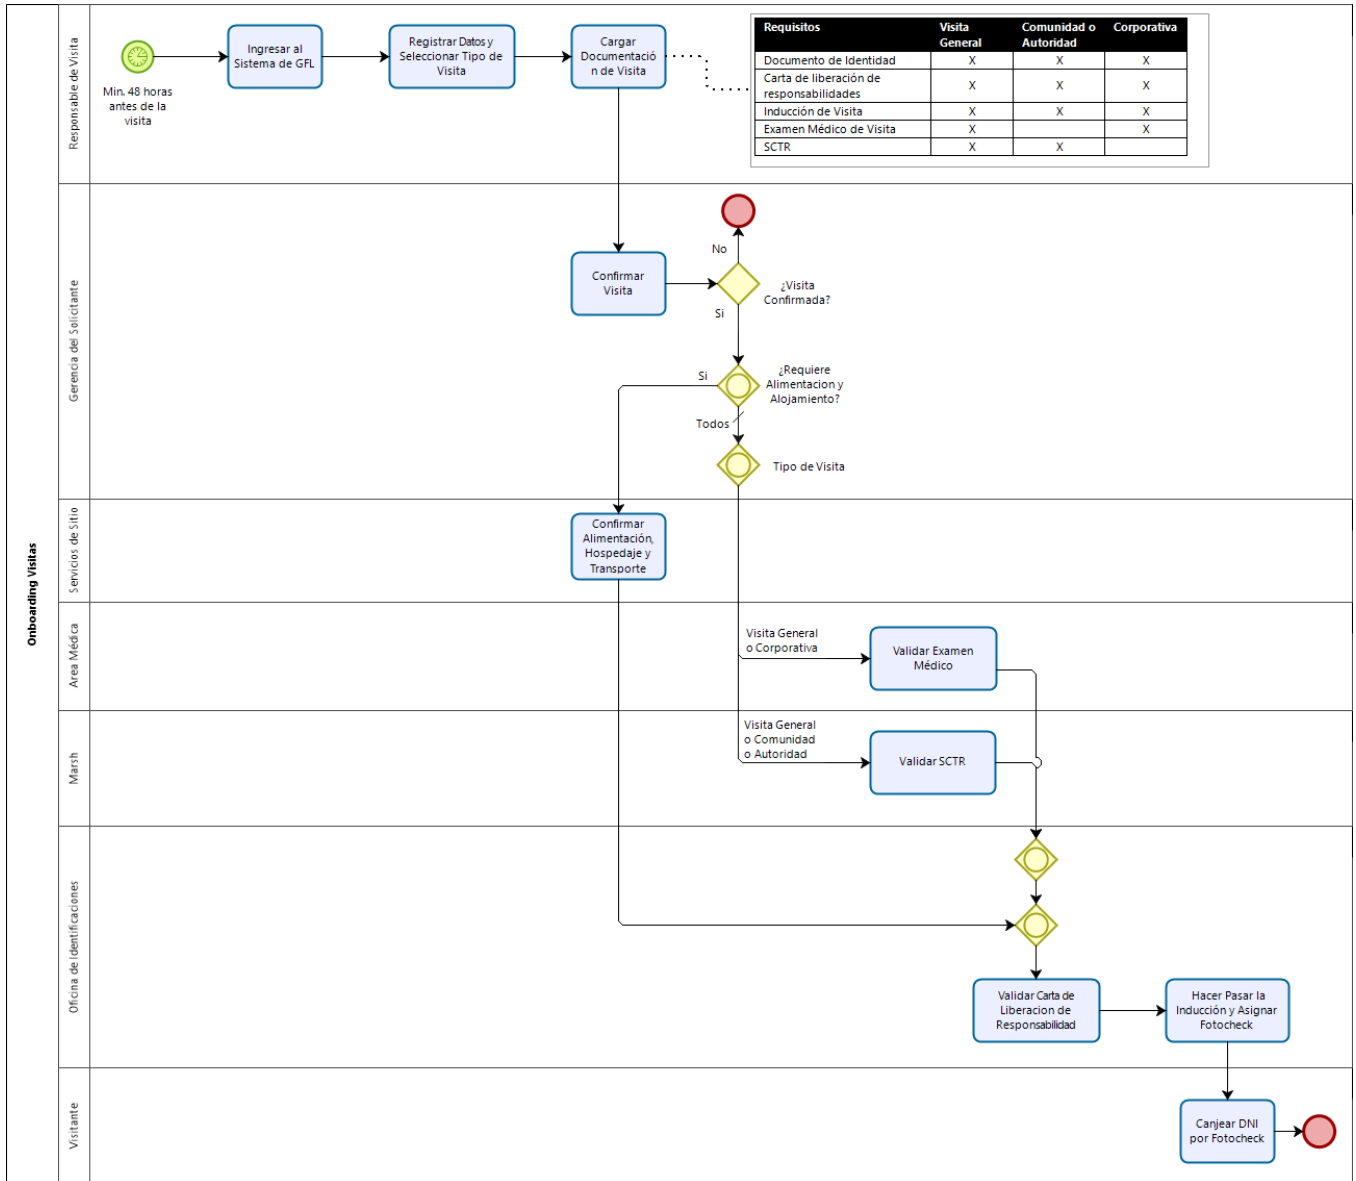 Onboarding Visitas
Responsable de Visita
Min. 48 horas
antes de la
visita
Ingresar al
Sistema de GFL
Registrar Datos y
Seleccionar Tipo de
Visita
Cargar
Documentació
n de Visita
Requisitos Visita General Comunidad o Autoridad Corporativa
Documento de Identidad X X X
Carta de liberación de
responsabilidades X X X
Inducción de Visita X X X
Examen Médico de Visita X X
SCTR X X
Gerencia del Solicitante
Confirmar
Visita
No
¿Visita
Confirmada?
Si
¿Requiere
Alimentacion y
Alojamiento?
Si
Todos
Tipo de Visita
Servicios de Sitio
Confirmar
Alimentación,
Hospedaje y
Transporte
Area Médica
Visita General
o Corporativa
Validar Examen
Médico
Marsh
Visita General
o Comunidad
o Autoridad
Validar SCTR
Oficina de Identificaciones
Validar Carta de
Liberacion de
Responsabilidad
Hacer Pasar la
Inducción y Asignar
Fotocheck
Visitante
Canjear DNI
por Fotocheck